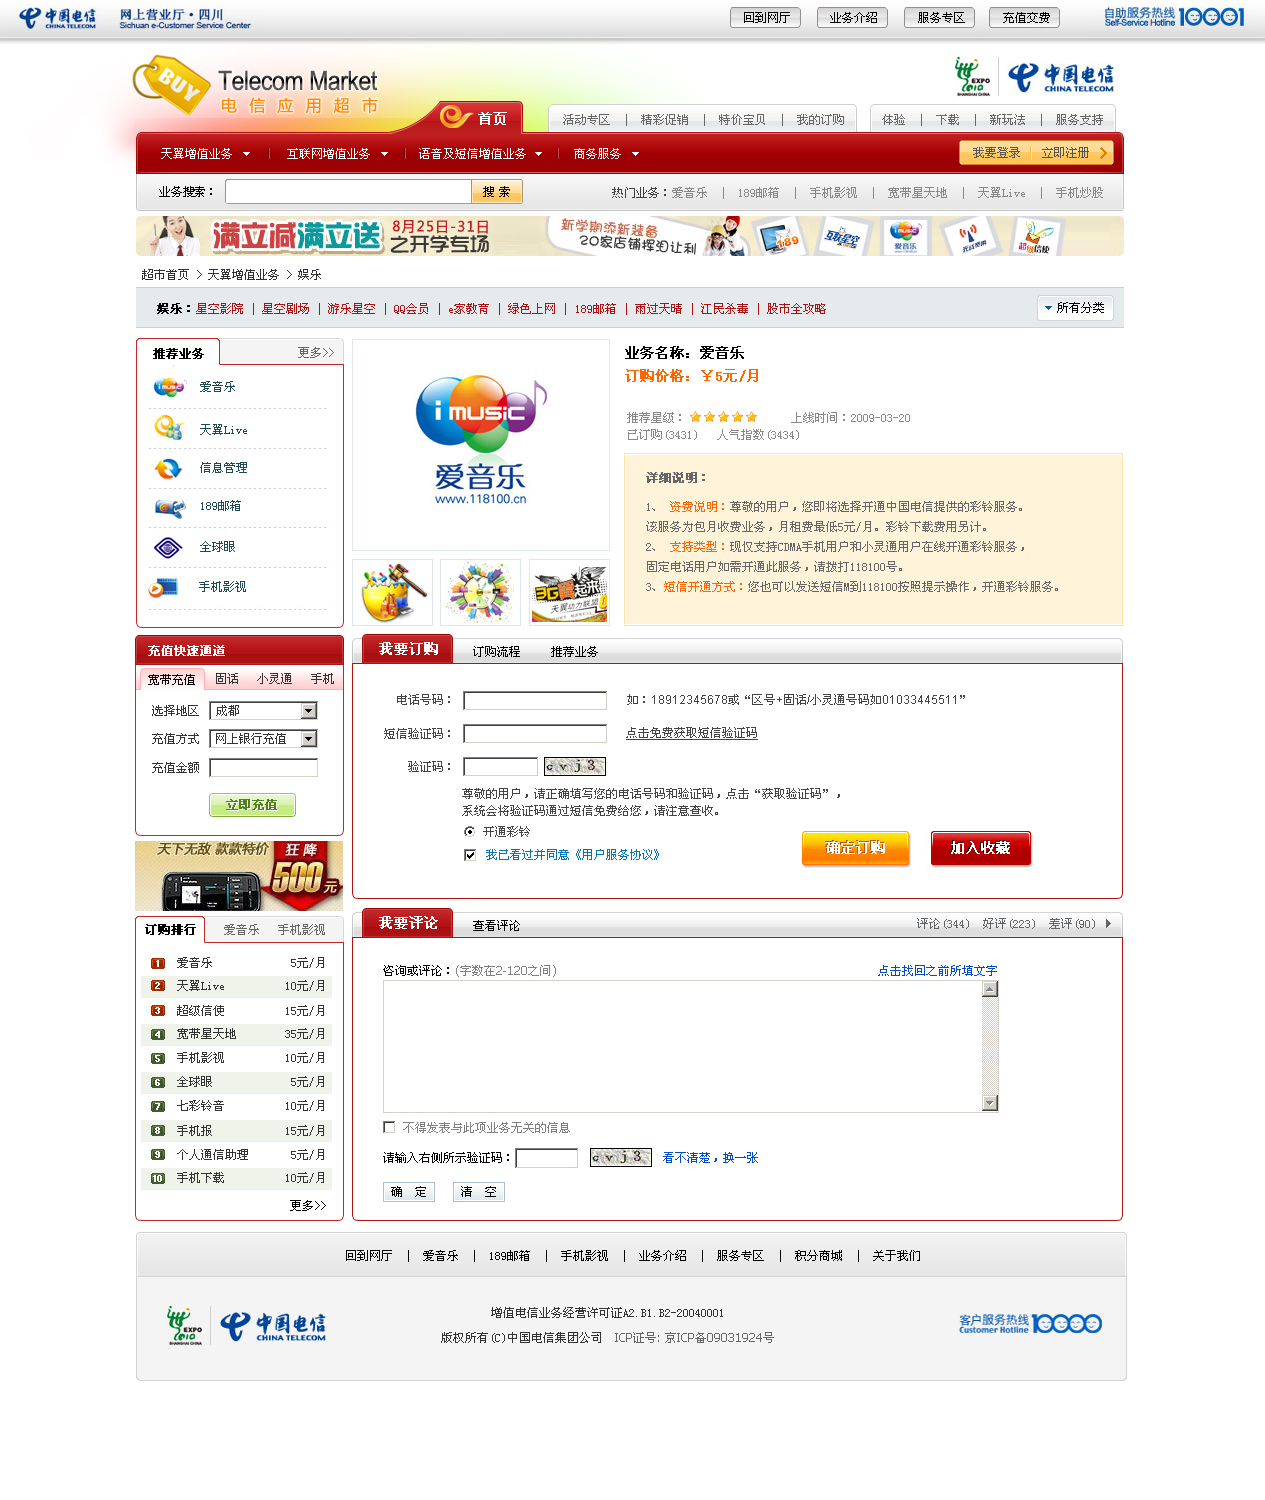 中国电信 CHINA TELECOM 网上营业厅·四川 Sichuan e-Customer Service Center 回到网厅 业务介绍 服务专区 充值交费 自助服务热线 Self-Service Hotline 10001
BUY Telecom Market 电信应用超市 EXPO 2010 SHANGHAI CHINA 中国电信 CHINA TELECOM
首页 活动专区 | 精彩促销 | 特价宝贝 | 我的订购 体验 | 下载 | 新玩法 | 服务支持
天翼增值业务 互联网增值业务 语音及短信增值业务 商务服务 我要登录 立即注册
业务搜索： 搜 索 热门业务：爱音乐 | 189邮箱 | 手机影视 | 宽带星天地 | 天翼Live | 手机炒股
满立减满立送 8月25日-31日 之开学专场 新学期添新装备 20家店铺挥泪让利 189 互联星空 爱音乐 无线宽带 超级信使
超市首页 > 天翼增值业务 > 娱乐
娱乐：星空影院 | 星空剧场 | 游乐星空 | QQ会员 | e家教育 | 绿色上网 | 189邮箱 | 雨过天晴 | 江民杀毒 | 股市全攻略 所有分类
推荐业务 更多>>
爱音乐
天翼Live
信息管理
189邮箱
全球眼
手机影视
i music
爱音乐
www.118100.cn
3G翼起来
天翼动力联盟
业务名称：爱音乐
订购价格：￥5元/月
推荐星级： 上线时间：2009-03-20
已订购(3431) 人气指数(3434)
详细说明：
1、 资费说明：尊敬的用户，您即将选择开通中国电信提供的彩铃服务。
该服务为包月收费业务，月租费最低5元/月。彩铃下载费用另计。
2、 支持类型：现仅支持CDMA手机用户和小灵通用户在线开通彩铃服务，
固定电话用户如需开通此服务，请拨打118100号。
3、短信开通方式：您也可以发送短信M到118100按照提示操作，开通彩铃服务。
充值快速通道
宽带充值 固话 小灵通 手机
选择地区 成都
充值方式 网上银行充值
充值金额
立即充值
天下无敌 款款特价 狂降 500元
我要订购 订购流程 推荐业务
电话号码： 如：18912345678或“区号+固话/小灵通号码如01033445511”
短信验证码： 点击免费获取短信验证码
验证码： cvj3
尊敬的用户，请正确填写您的电话号码和验证码，点击“获取验证码”，
系统会将验证码通过短信免费给您，请注意查收。
开通彩铃
我已看过并同意《用户服务协议》
确定订购 加入收藏
订购排行 爱音乐 手机影视
1 爱音乐 5元/月
2 天翼Live 10元/月
3 超级信使 15元/月
4 宽带星天地 35元/月
5 手机影视 10元/月
6 全球眼 5元/月
7 七彩铃音 10元/月
8 手机报 15元/月
9 个人通信助理 5元/月
10 手机下载 10元/月
更多>>
我要评论 查看评论 评论(344) 好评(223) 差评(90)
咨询或评论：(字数在2-120之间) 点击找回之前所填文字
不得发表与此项业务无关的信息
请输入右侧所示验证码： cvj3 看不清楚，换一张
确 定 清 空
回到网厅 | 爱音乐 | 189邮箱 | 手机影视 | 业务介绍 | 服务专区 | 积分商城 | 关于我们
EXPO 2010 SHANGHAI CHINA 中国电信 CHINA TELECOM
增值电信业务经营许可证A2.B1.B2-20040001
版权所有(C)中国电信集团公司 ICP证号: 京ICP备09031924号
客户服务热线 Customer Hotline 10000